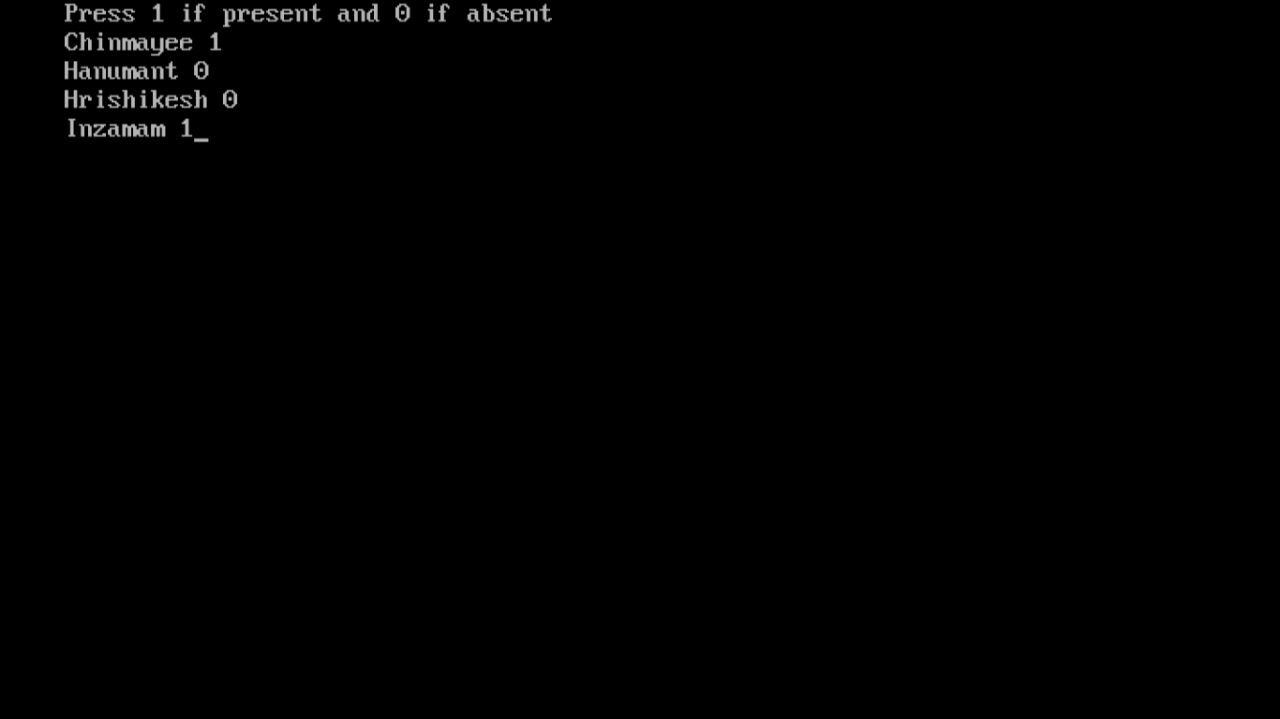 Press 1 if present and 0 if absent
Chinmayee 1
Hanumant 0
Hrishikesh 0
Inzamam 1_